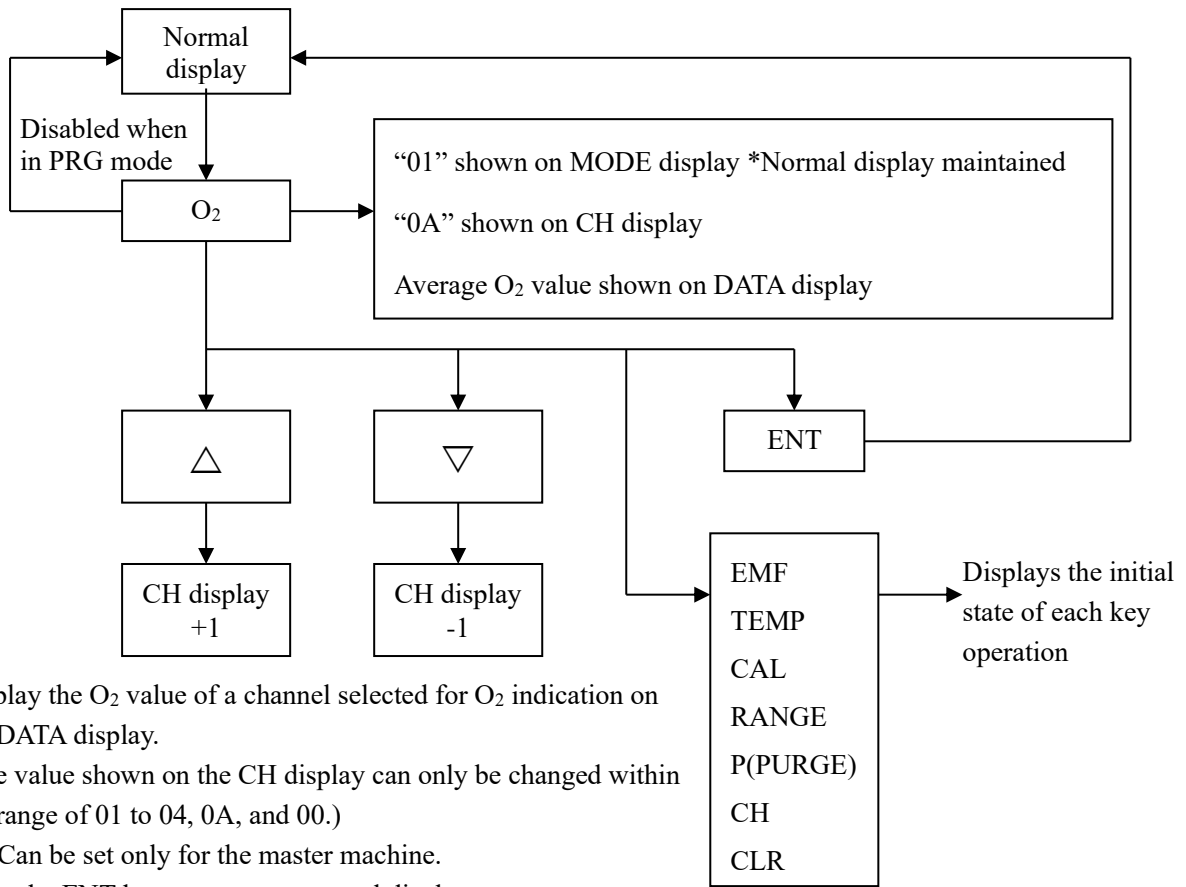 Normal
display
Disabled when
in PRG mode
O2
“01” shown on MODE display *Normal display maintained
“0A” shown on CH display
Average O2 value shown on DATA display
△
▽
ENT
CH display
+1
CH display
-1
EMF
TEMP
CAL
RANGE
P(PURGE)
CH
CLR
Displays the initial
state of each key
operation
play the O2 value of a channel selected for O2 indication on
DATA display.
value shown on the CH display can only be changed within
range of 01 to 04, 0A, and 00.)
Can be set only for the master machine.